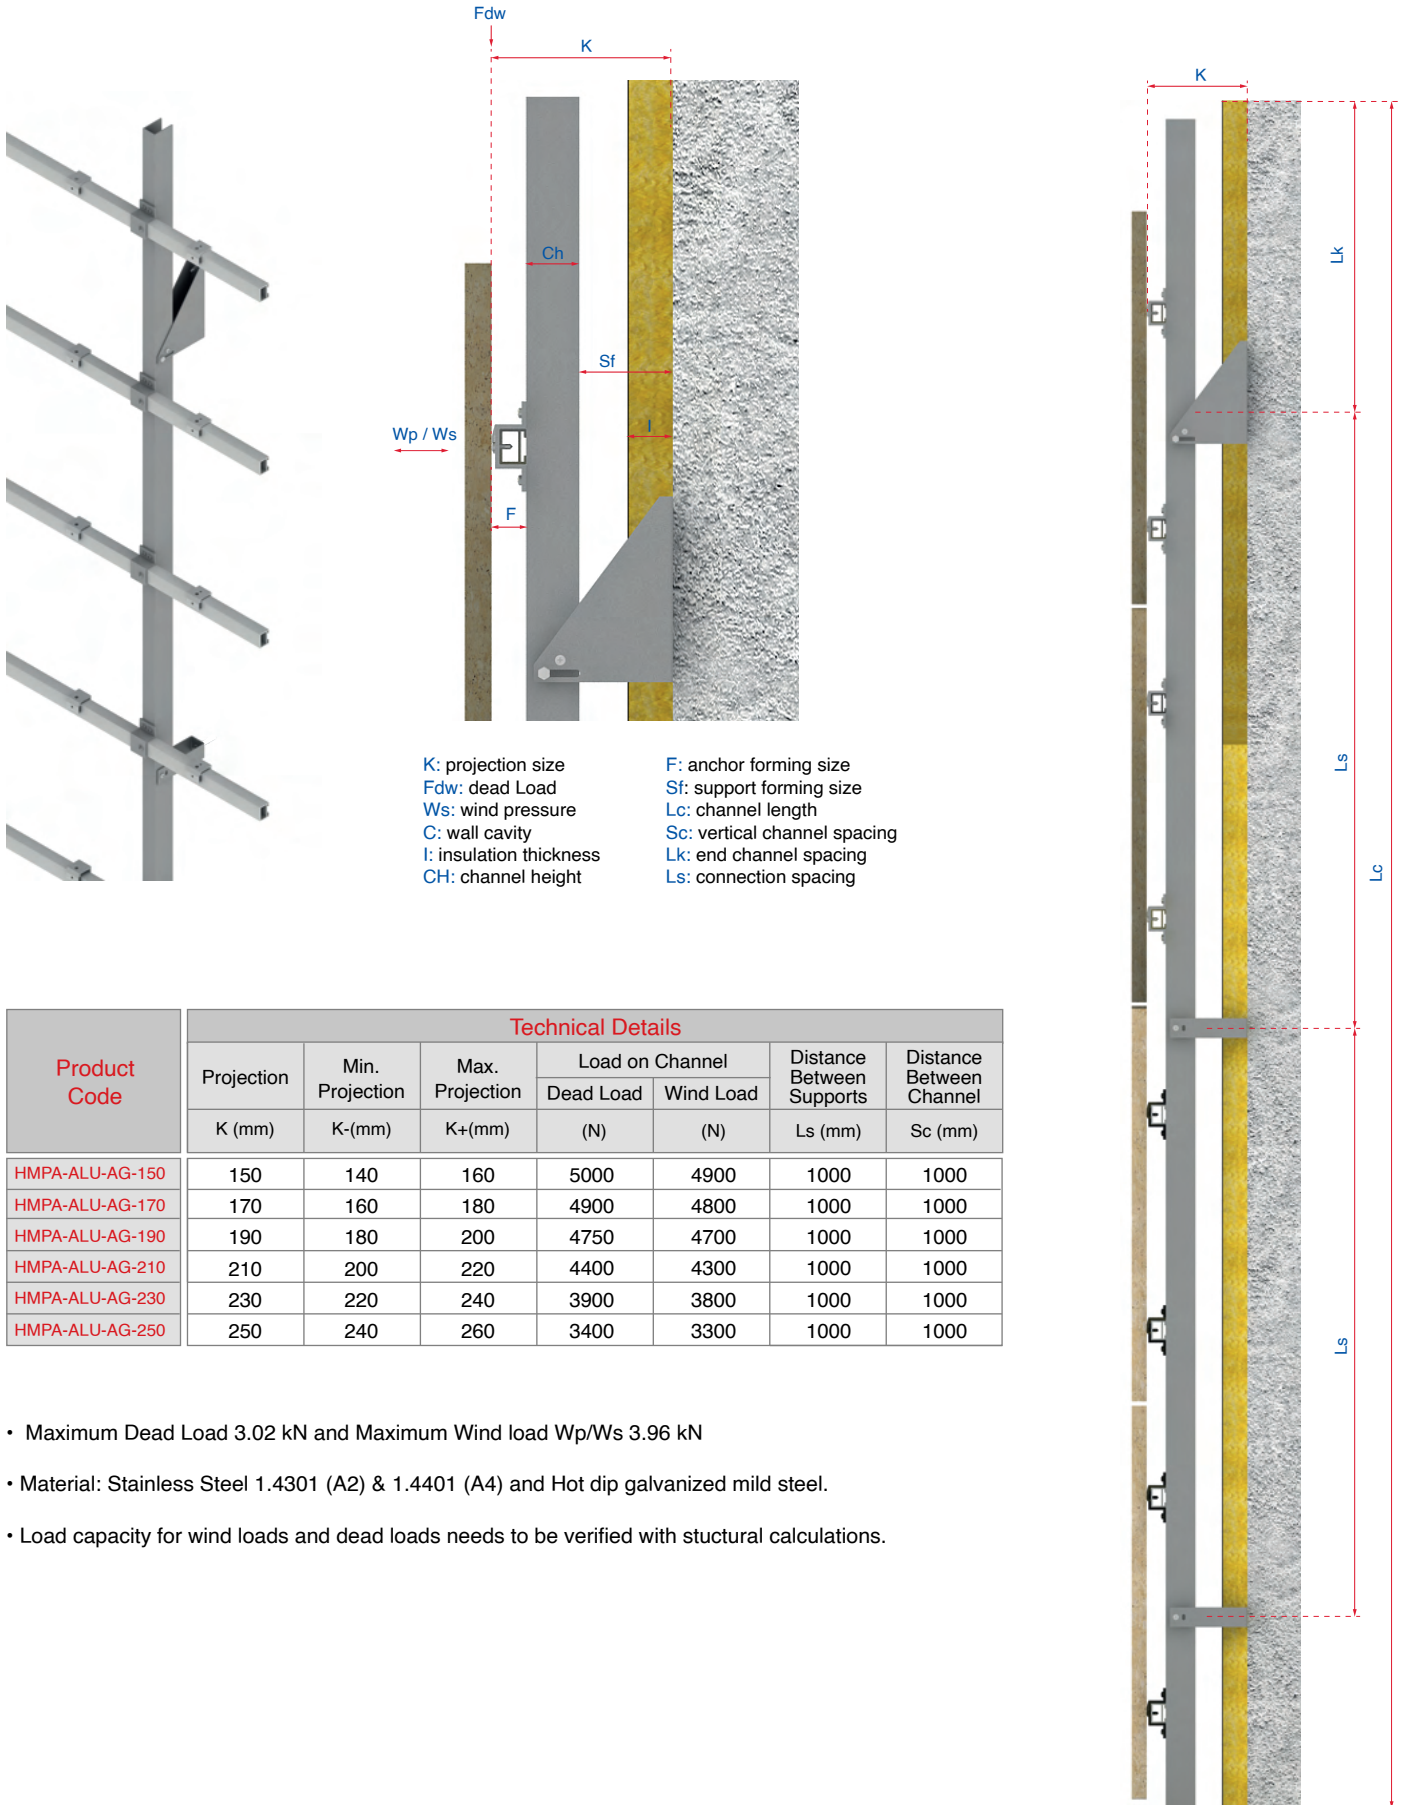 Fdw
K
K
Ch
Lk
Sf
Wp / Ws
I
F
K: projection size
Fdw: dead Load
Ws: wind pressure
C: wall cavity
I: insulation thickness
CH: channel height
F: anchor forming size
Sf: support forming size
Lc: channel length
Sc: vertical channel spacing
Lk: end channel spacing
Ls: connection spacing
Ls
Lc
Ls
Product Code
Technical Details
Projection Min. Projection Max. Projection Load on Channel Distance Between Supports Distance Between Channel
Dead Load Wind Load
K (mm) K-(mm) K+(mm) (N) (N) Ls (mm) Sc (mm)
HMPA-ALU-AG-150 150 140 160 5000 4900 1000 1000
HMPA-ALU-AG-170 170 160 180 4900 4800 1000 1000
HMPA-ALU-AG-190 190 180 200 4750 4700 1000 1000
HMPA-ALU-AG-210 210 200 220 4400 4300 1000 1000
HMPA-ALU-AG-230 230 220 240 3900 3800 1000 1000
HMPA-ALU-AG-250 250 240 260 3400 3300 1000 1000
• Maximum Dead Load 3.02 kN and Maximum Wind load Wp/Ws 3.96 kN
• Material: Stainless Steel 1.4301 (A2) & 1.4401 (A4) and Hot dip galvanized mild steel.
• Load capacity for wind loads and dead loads needs to be verified with stuctural calculations.